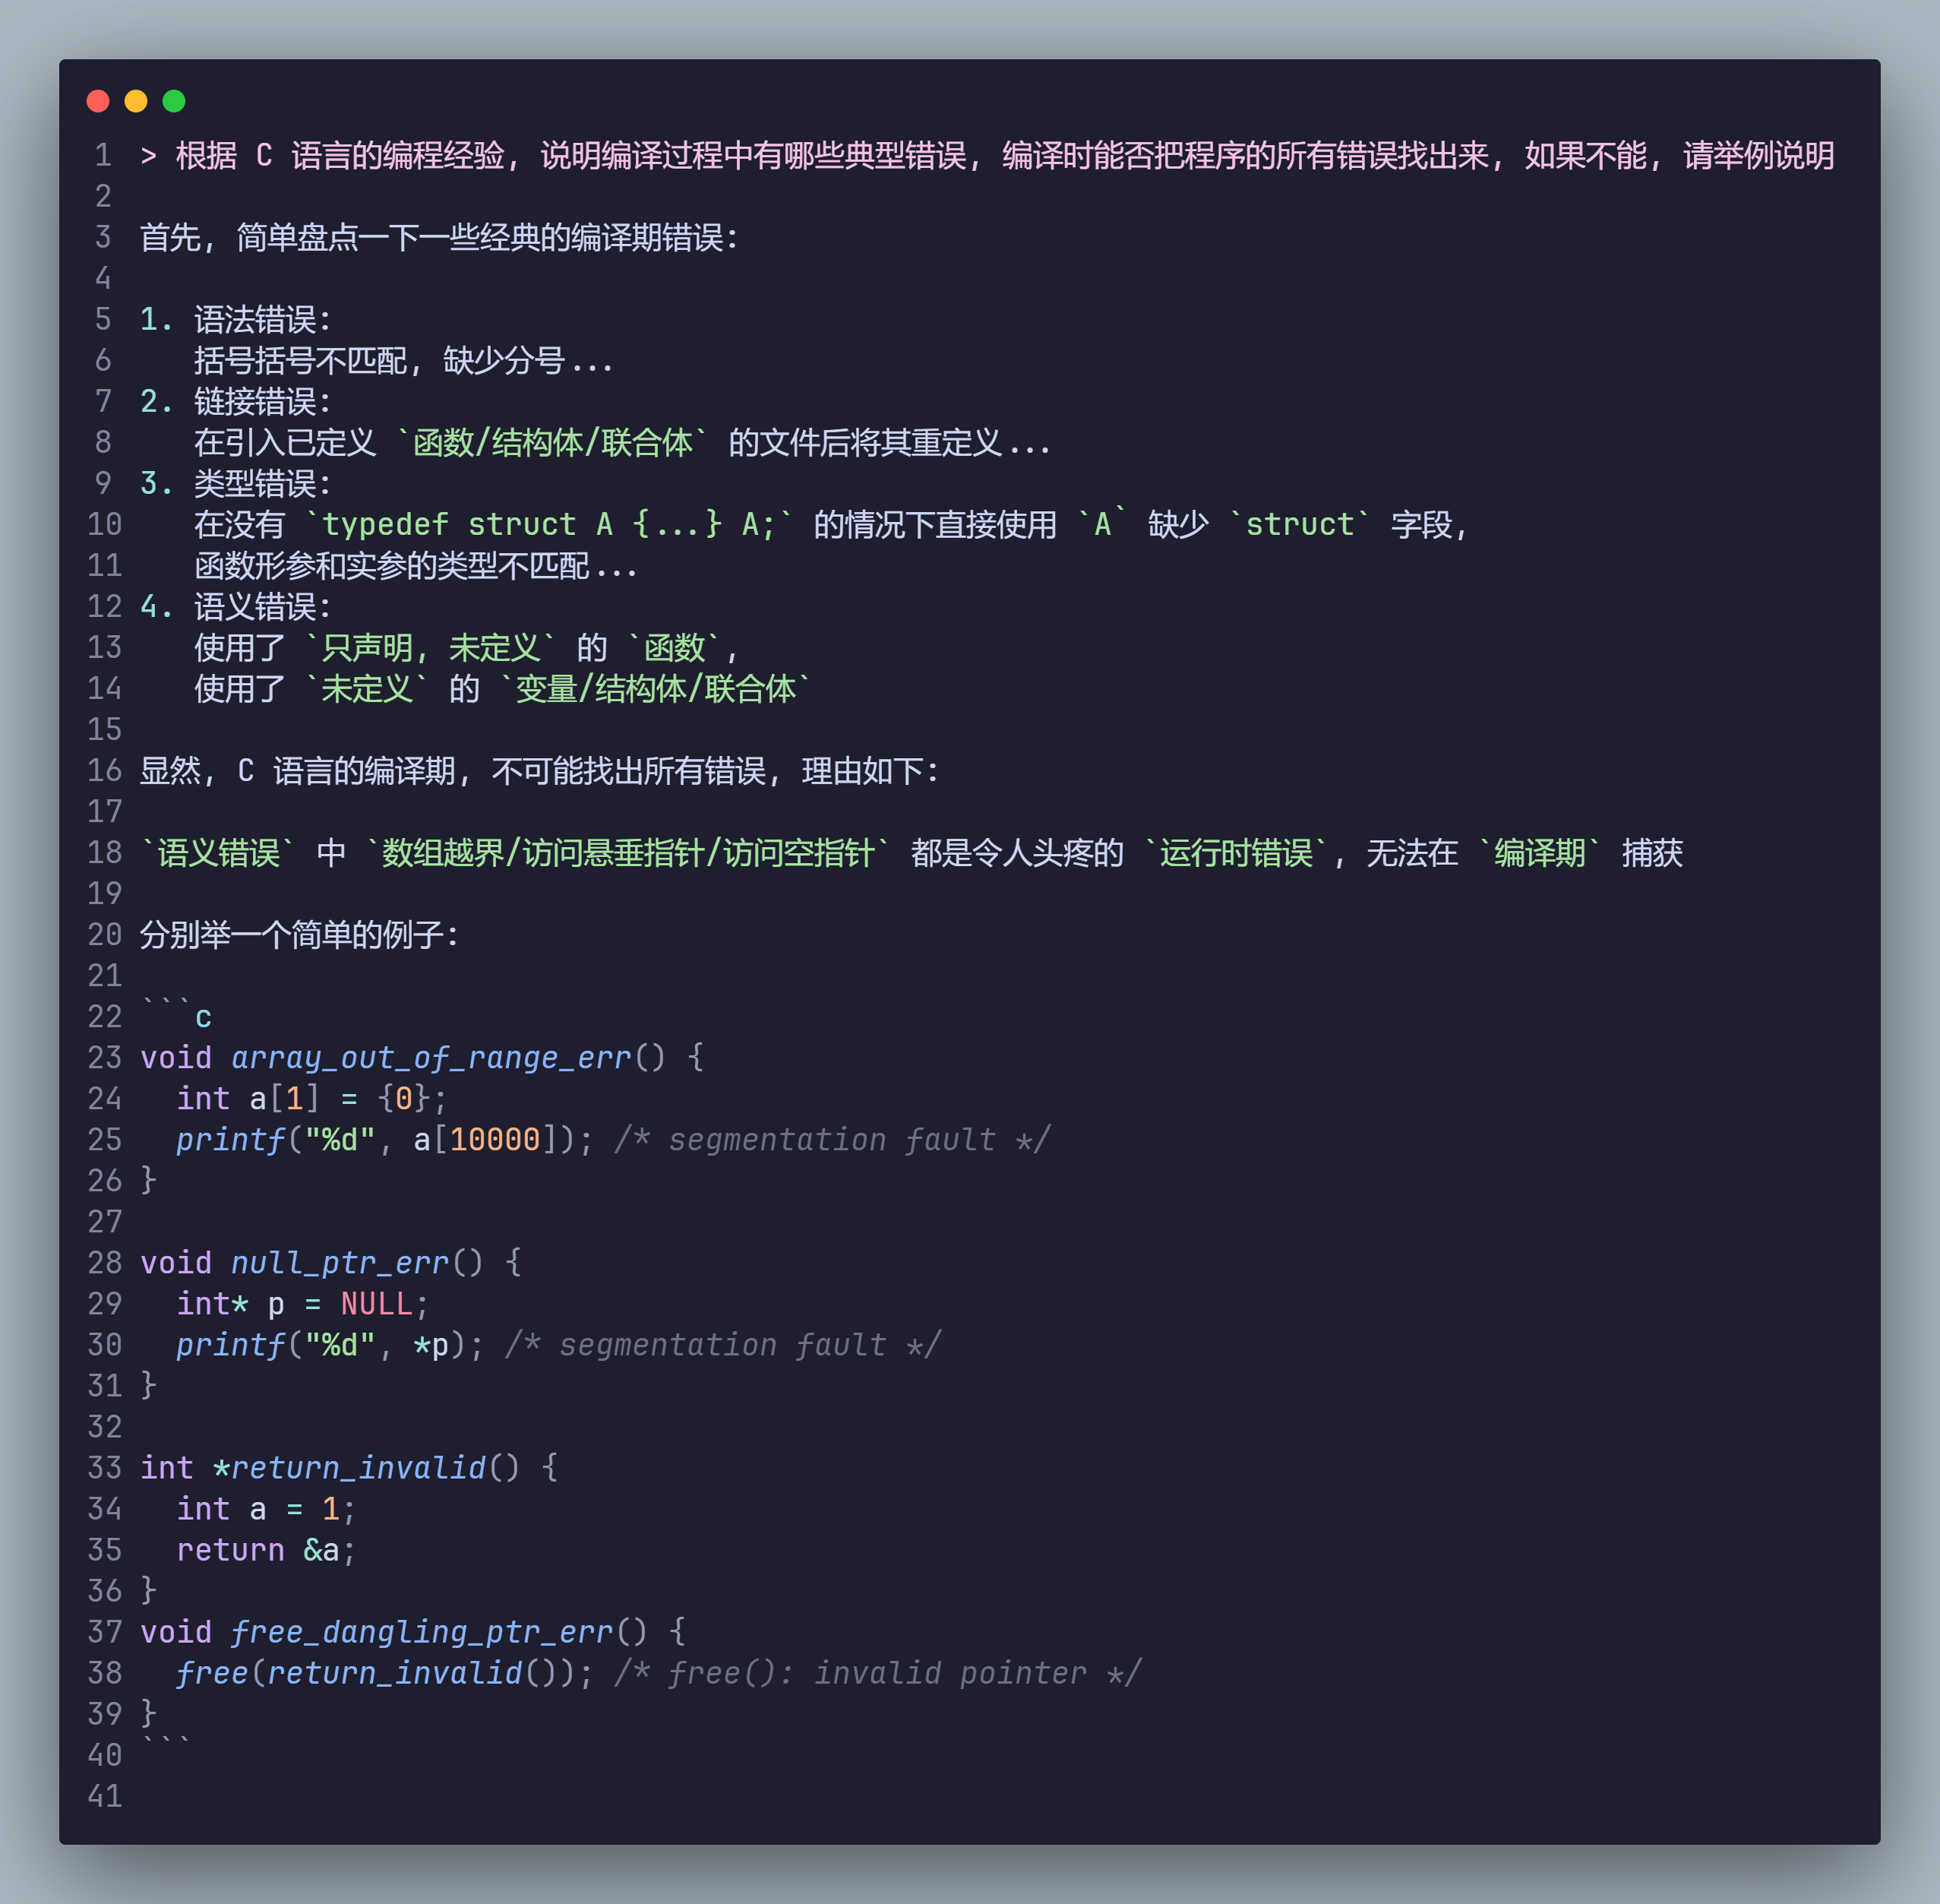 1 > 根据 C 语言的编程经验, 说明编译过程中有哪些典型错误, 编译时能否把程序的所有错误找出来, 如果不能, 请举例说明
2
3 首先, 简单盘点一下一些经典的编译期错误:
4
5 1. 语法错误:
6    括号括号不匹配, 缺少分号...
7 2. 链接错误:
8    在引入已定义 `函数/结构体/联合体` 的文件后将其重定义...
9 3. 类型错误:
10    在没有 `typedef struct A {...} A;` 的情况下直接使用 `A` 缺少 `struct` 字段,
11    函数形参和实参的类型不匹配...
12 4. 语义错误:
13    使用了 `只声明, 未定义` 的 `函数`,
14    使用了 `未定义` 的 `变量/结构体/联合体`
15
16 显然, C 语言的编译期, 不可能找出所有错误, 理由如下:
17
18 `语义错误` 中 `数组越界/访问悬垂指针/访问空指针` 都是令人头疼的 `运行时错误`, 无法在 `编译期` 捕获
19
20 分别举一个简单的例子:
21
22 ```c
23 void array_out_of_range_err() {
24   int a[1] = {0};
25   printf("%d", a[10000]); /* segmentation fault */
26 }
27
28 void null_ptr_err() {
29   int* p = NULL;
30   printf("%d", *p); /* segmentation fault */
31 }
32
33 int *return_invalid() {
34   int a = 1;
35   return &a;
36 }
37 void free_dangling_ptr_err() {
38   free(return_invalid()); /* free(): invalid pointer */
39 }
40 ```
41